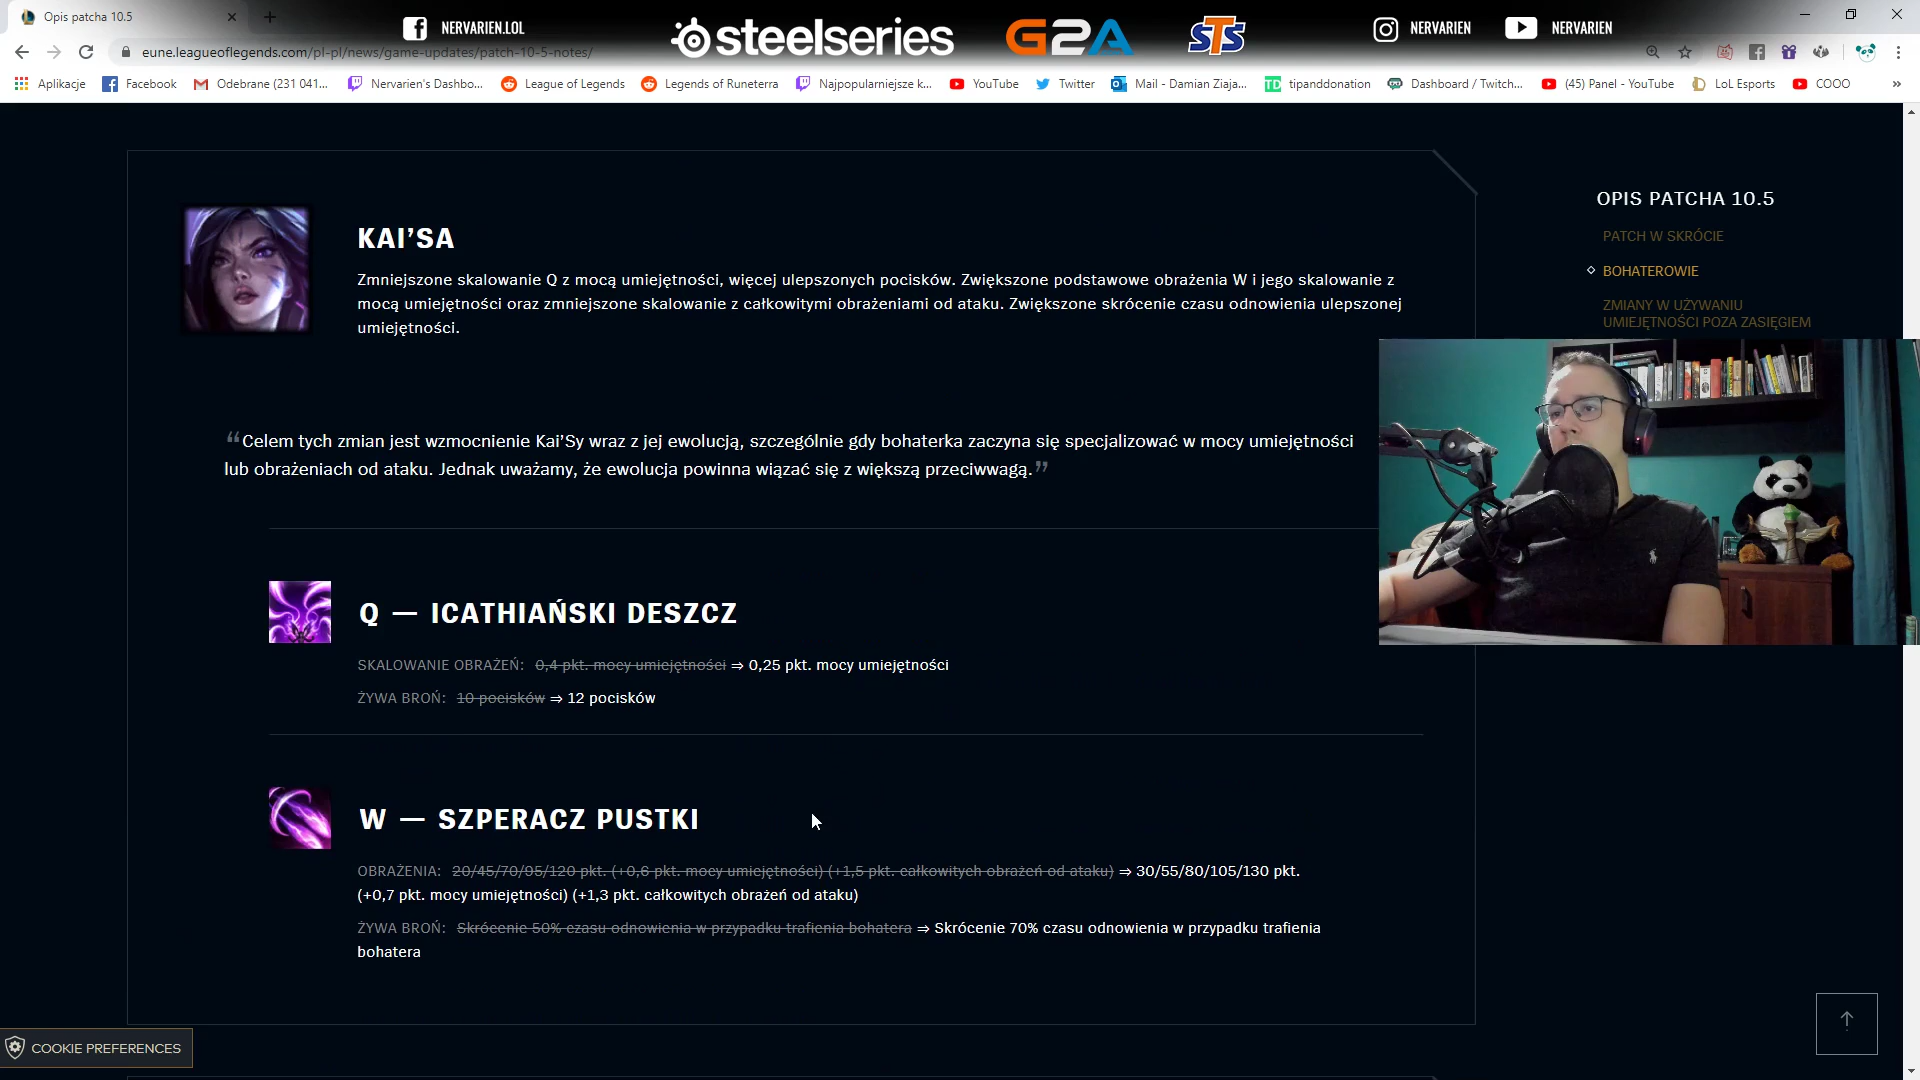 Opis patcha 10.5
NERVARIEN.LOL
steelseries
G2A
STS
NERVARIEN
NERVARIEN
eune.leagueoflegends.com/pl-pl/news/game-updates/patch-10-5-notes/
Aplikacje
Facebook
Odebrane (231 041...
Nervarien's Dashbo...
League of Legends
Legends of Runeterra
Najpopularniejsze k...
YouTube
Twitter
Mail - Damian Ziaja...
TD
tipanddonation
Dashboard / Twitch...
(45) Panel - YouTube
LoL Esports
COOO
»
KAI'SA
Zmniejszone skalowanie Q z mocą umiejętności, więcej ulepszonych pocisków. Zwiększone podstawowe obrażenia W i jego skalowanie z
mocą umiejętności oraz zmniejszone skalowanie z całkowitymi obrażeniami od ataku. Zwiększone skrócenie czasu odnowienia ulepszonej
umiejętności.
“Celem tych zmian jest wzmocnienie Kai'Sy wraz z jej ewolucją, szczególnie gdy bohaterka zaczyna się specjalizować w mocy umiejętności
lub obrażeniach od ataku. Jednak uważamy, że ewolucja powinna wiązać się z większą przeciwwagą.”
Q — ICATHIAŃSKI DESZCZ
SKALOWANIE OBRAŻEŃ: 0,4 pkt. mocy umiejętności ⇒ 0,25 pkt. mocy umiejętności
ŻYWA BROŃ: 10 pocisków ⇒ 12 pocisków
W — SZPERACZ PUSTKI
OBRAŻENIA: 20/45/70/95/120 pkt. (+0,6 pkt. mocy umiejętności) (+1,5 pkt. całkowitych obrażeń od ataku) ⇒ 30/55/80/105/130 pkt.
(+0,7 pkt. mocy umiejętności) (+1,3 pkt. całkowitych obrażeń od ataku)
ŻYWA BROŃ: Skrócenie 50% czasu odnowienia w przypadku trafienia bohatera ⇒ Skrócenie 70% czasu odnowienia w przypadku trafienia
bohatera
OPIS PATCHA 10.5
PATCH W SKRÓCIE
BOHATEROWIE
ZMIANY W UŻYWANIU
UMIEJĘTNOŚCI POZA ZASIĘGIEM
COOKIE PREFERENCES